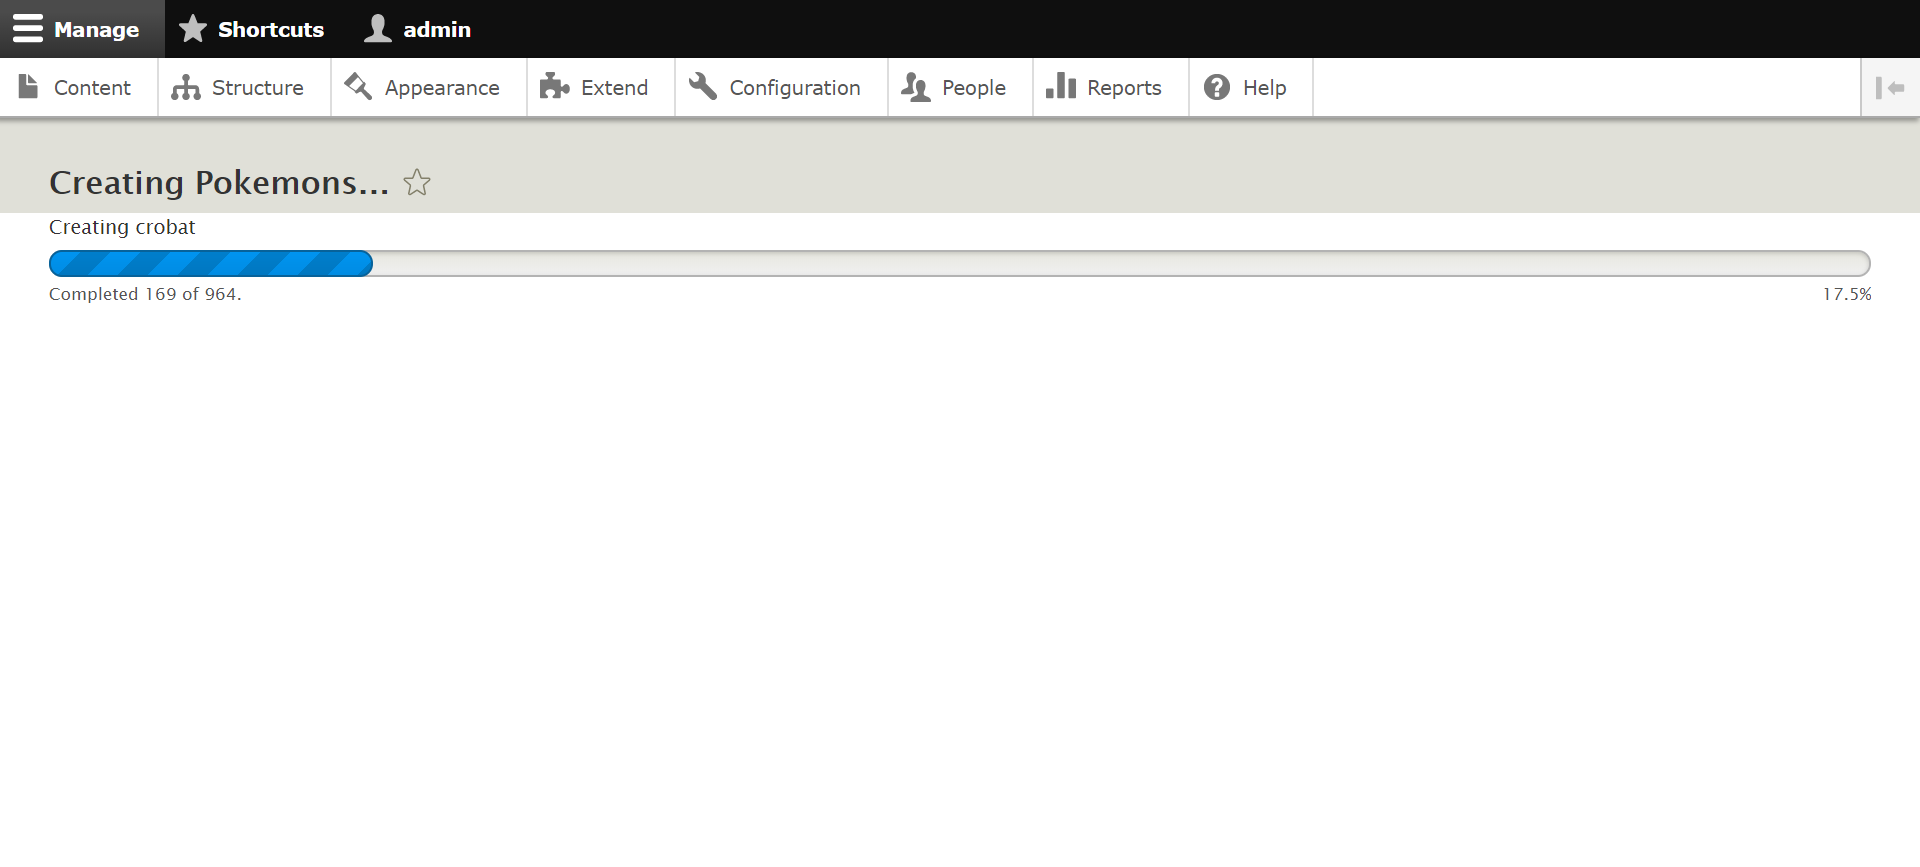 Manage Shortcuts admin
Content Structure Appearance Extend Configuration People Reports Help
Creating Pokemons...
Creating crobat
Completed 169 of 964. 17.5%